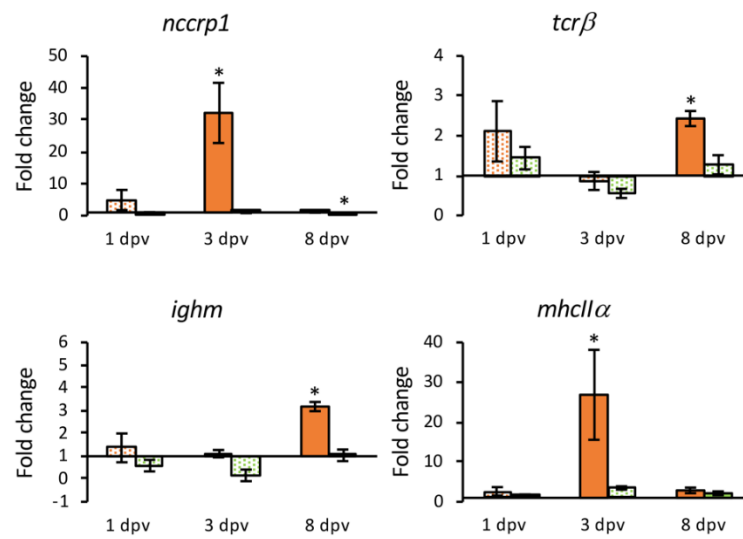 nccrp1
Fold change
50
40
30
20
10
0
*
*
1 dpv 3 dpv 8 dpv
tcrβ
Fold change
4
3
2
1
0
*
1 dpv 3 dpv 8 dpv
ighm
Fold change
6
5
4
3
2
1
0
-1
*
1 dpv 3 dpv 8 dpv
mhcIIα
Fold change
40
30
20
10
0
*
1 dpv 3 dpv 8 dpv